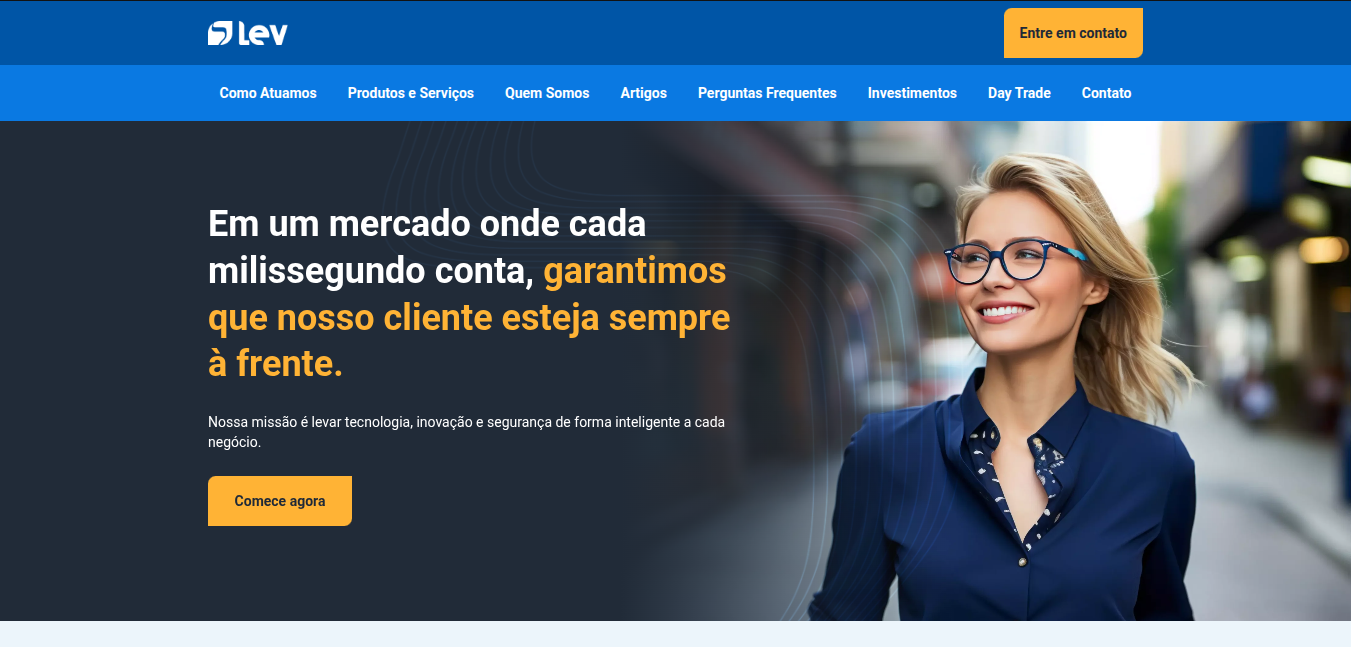 Lev
Entre em contato
Como Atuamos Produtos e Serviços Quem Somos Artigos Perguntas Frequentes Investimentos Day Trade Contato
Em um mercado onde cada
milissegundo conta, garantimos
que nosso cliente esteja sempre
à frente.
Nossa missão é levar tecnologia, inovação e segurança de forma inteligente a cada
negócio.
Comece agora